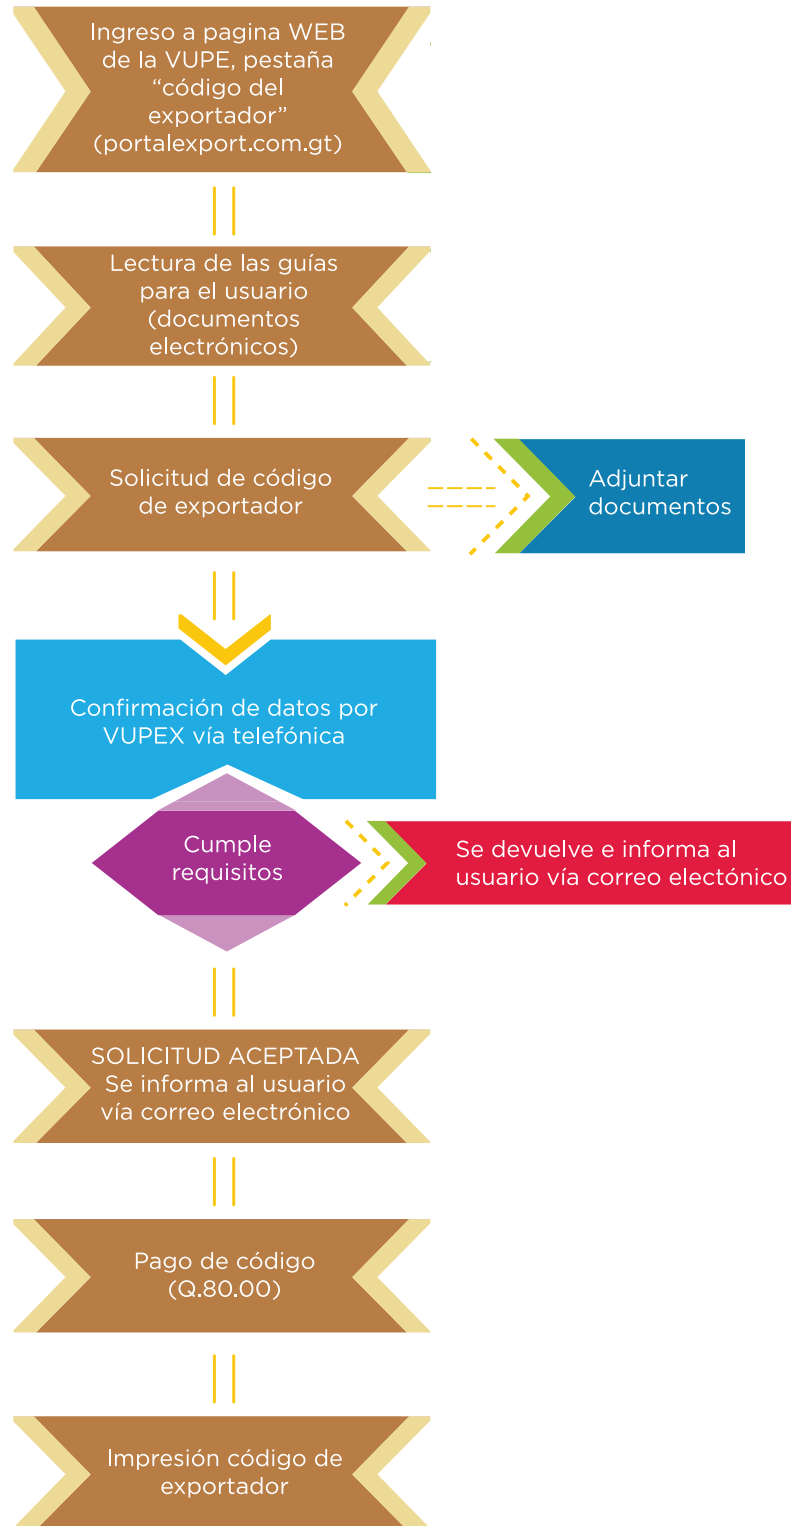 Ingreso a pagina WEB
de la VUPE, pestaña
“código del
exportador”
(portalexport.com.gt)
Lectura de las guías
para el usuario
(documentos
electrónicos)
Solicitud de código
de exportador
Adjuntar
documentos
Confirmación de datos por
VUPEX vía telefónica
Cumple
requisitos
Se devuelve e informa al
usuario vía correo electónico
SOLICITUD ACEPTADA
Se informa al usuario
vía correo electrónico
Pago de código
(Q.80.00)
Impresión código de
exportador